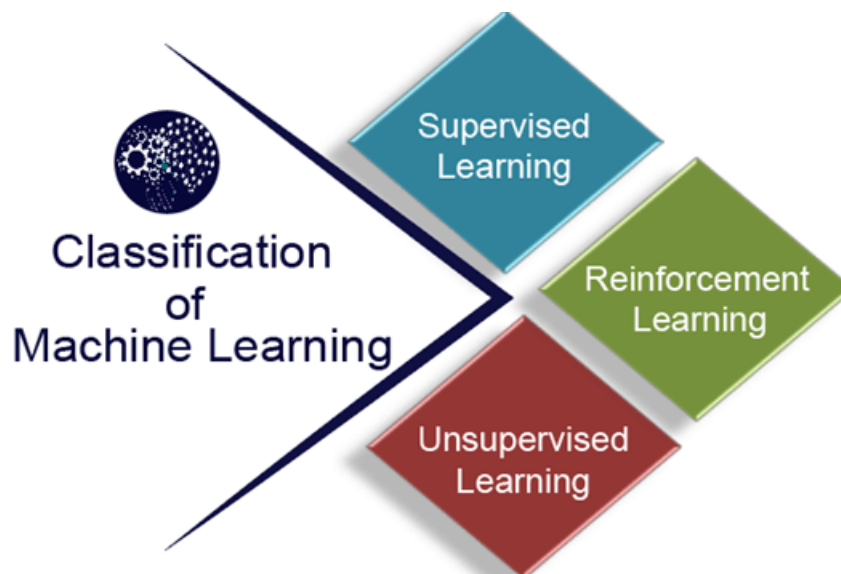 Classification
of
Machine Learning
Supervised
Learning
Reinforcement
Learning
Unsupervised
Learning